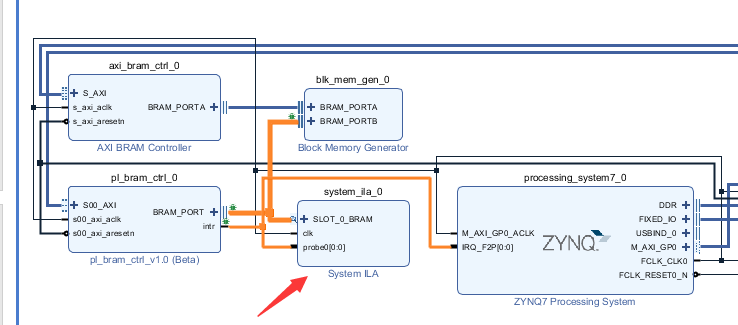 axi_bram_ctrl_0
S_AXI
s_axi_aclk
s_axi_aresetn
BRAM_PORTA
AXI BRAM Controller
blk_mem_gen_0
BRAM_PORTA
BRAM_PORTB
Block Memory Generator
pl_bram_ctrl_0
S00_AXI
s00_axi_aclk
s00_axi_aresetn
BRAM_PORT
intr
pl_bram_ctrl_v1.0 (Beta)
system_ila_0
SLOT_0_BRAM
clk
probe0[0:0]
System ILA
processing_system7_0
M_AXI_GP0_ACLK
IRQ_F2P[0:0]
ZYNQ
DDR
FIXED_IO
USBIND_0
M_AXI_GP0
FCLK_CLK0
FCLK_RESET0_N
ZYNQ7 Processing System